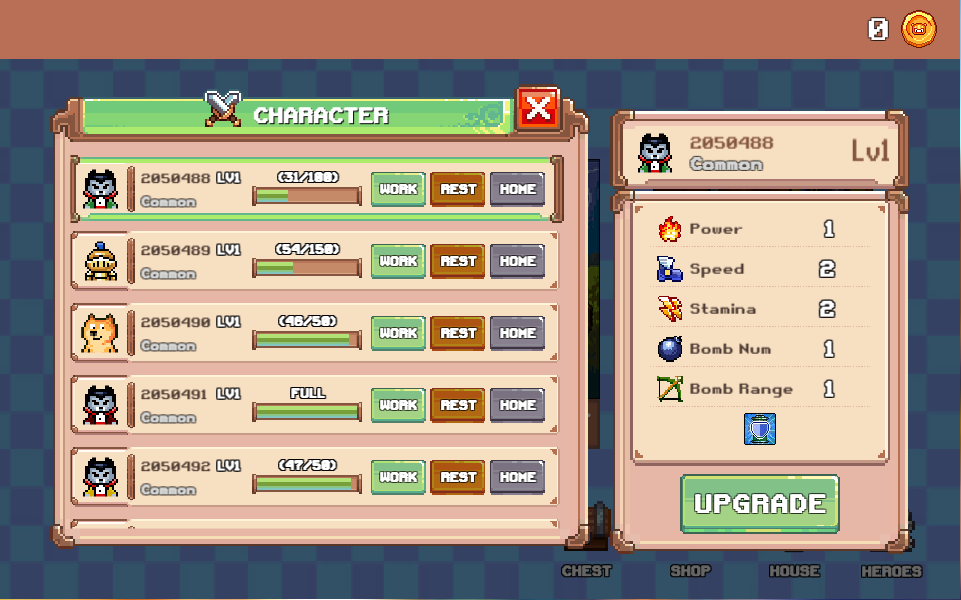 0
CHARACTER
2050488 LV1 (31/100)
Common
WORK REST HOME
2050489 LV1 (54/150)
Common
WORK REST HOME
2050490 LV1 (46/50)
Common
WORK REST HOME
2050491 LV1 FULL
Common
WORK REST HOME
2050492 LV1 (47/50)
Common
WORK REST HOME
2050488
Common
Lv1
Power 1
Speed 2
Stamina 2
Bomb Num 1
Bomb Range 1
UPGRADE
CHEST SHOP HOUSE HEROES